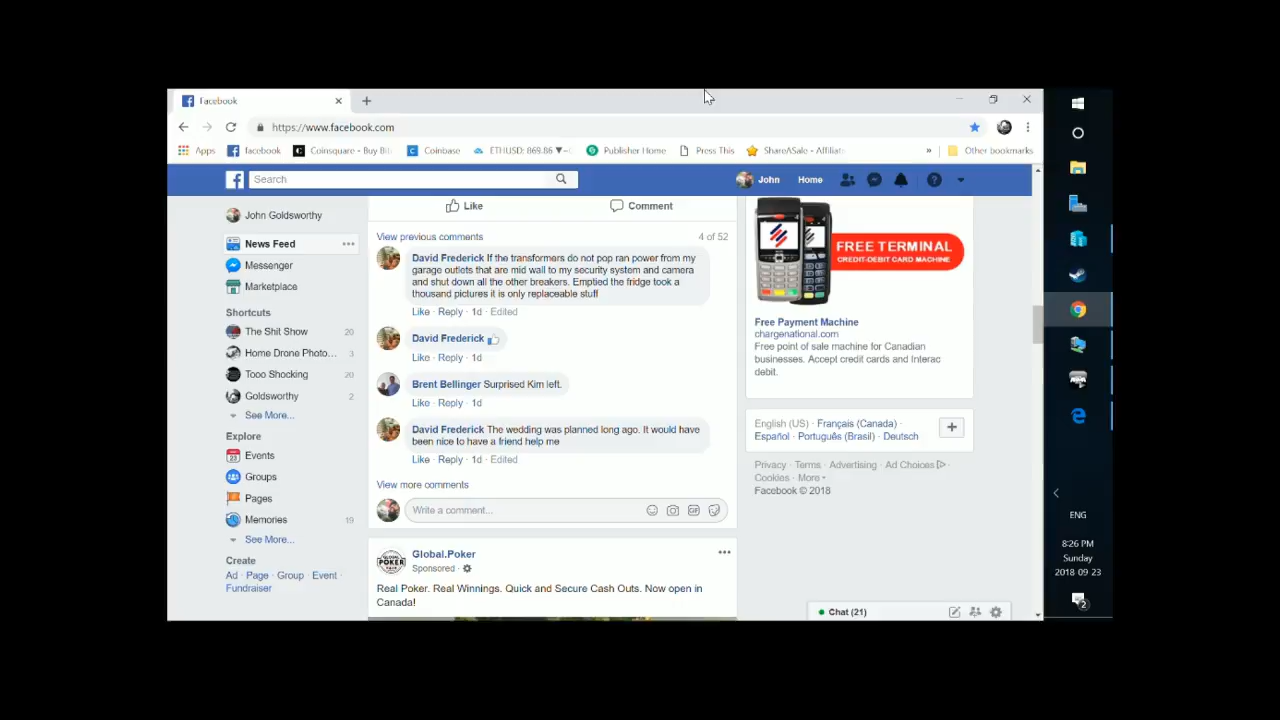 Facebook
https://www.facebook.com
Apps
facebook
Coinsquare - Buy Bit
Coinbase
ETHUSD: 869.86 ▼
Publisher Home
Press This
ShareASale - Affiliat
»
Other bookmarks
Search
John
Home
John Goldsworthy
News Feed
Messenger
Marketplace
Shortcuts
The Shit Show 20
Home Drone Photo... 3
Tooo Shocking 20
Goldsworthy 2
See More...
Explore
Events
Groups
Pages
Memories 19
See More...
Create
Ad · Page · Group · Event ·
Fundraiser
Like
Comment
View previous comments
4 of 52
David Frederick If the transformers do not pop ran power from my
garage outlets that are mid wall to my security system and camera
and shut down all the other breakers. Emptied the fridge took a
thousand pictures it is only replaceable stuff
Like · Reply · 1d · Edited
David Frederick
Like · Reply · 1d
Brent Bellinger Surprised Kim left.
Like · Reply · 1d
David Frederick The wedding was planned long ago. It would have
been nice to have a friend help me
Like · Reply · 1d · Edited
View more comments
Write a comment...
GIF
GLOBAL
POKER
Global.Poker
Sponsored ·
Real Poker. Real Winnings. Quick and Secure Cash Outs. Now open in
Canada!
FREE TERMINAL
CREDIT-DEBIT CARD MACHINE
Free Payment Machine
chargenational.com
Free point of sale machine for Canadian
businesses. Accept credit cards and Interac
debit.
English (US) · Français (Canada) ·
Español · Português (Brasil) · Deutsch
Privacy · Terms · Advertising · Ad Choices ·
Cookies · More
Facebook © 2018
Chat (21)
ENG
8:26 PM
Sunday
2018-09-23
2